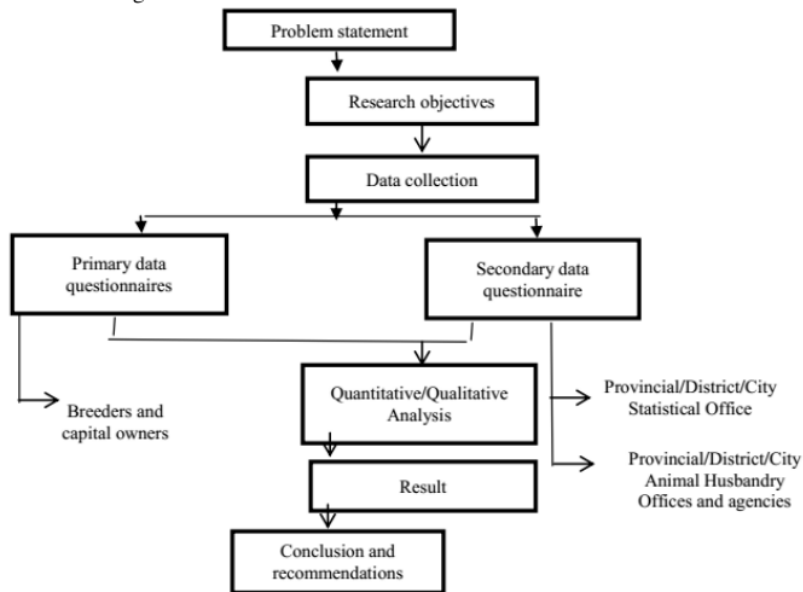 Problem statement
Research objectives
Data collection
Primary data
questionnaires
Secondary data
questionnaire
Quantitative/Qualitative
Analysis
Breeders and
capital owners
Provincial/District/City
Statistical Office
Provincial/District/City
Animal Husbandry
Offices and agencies
Result
Conclusion and
recommendations